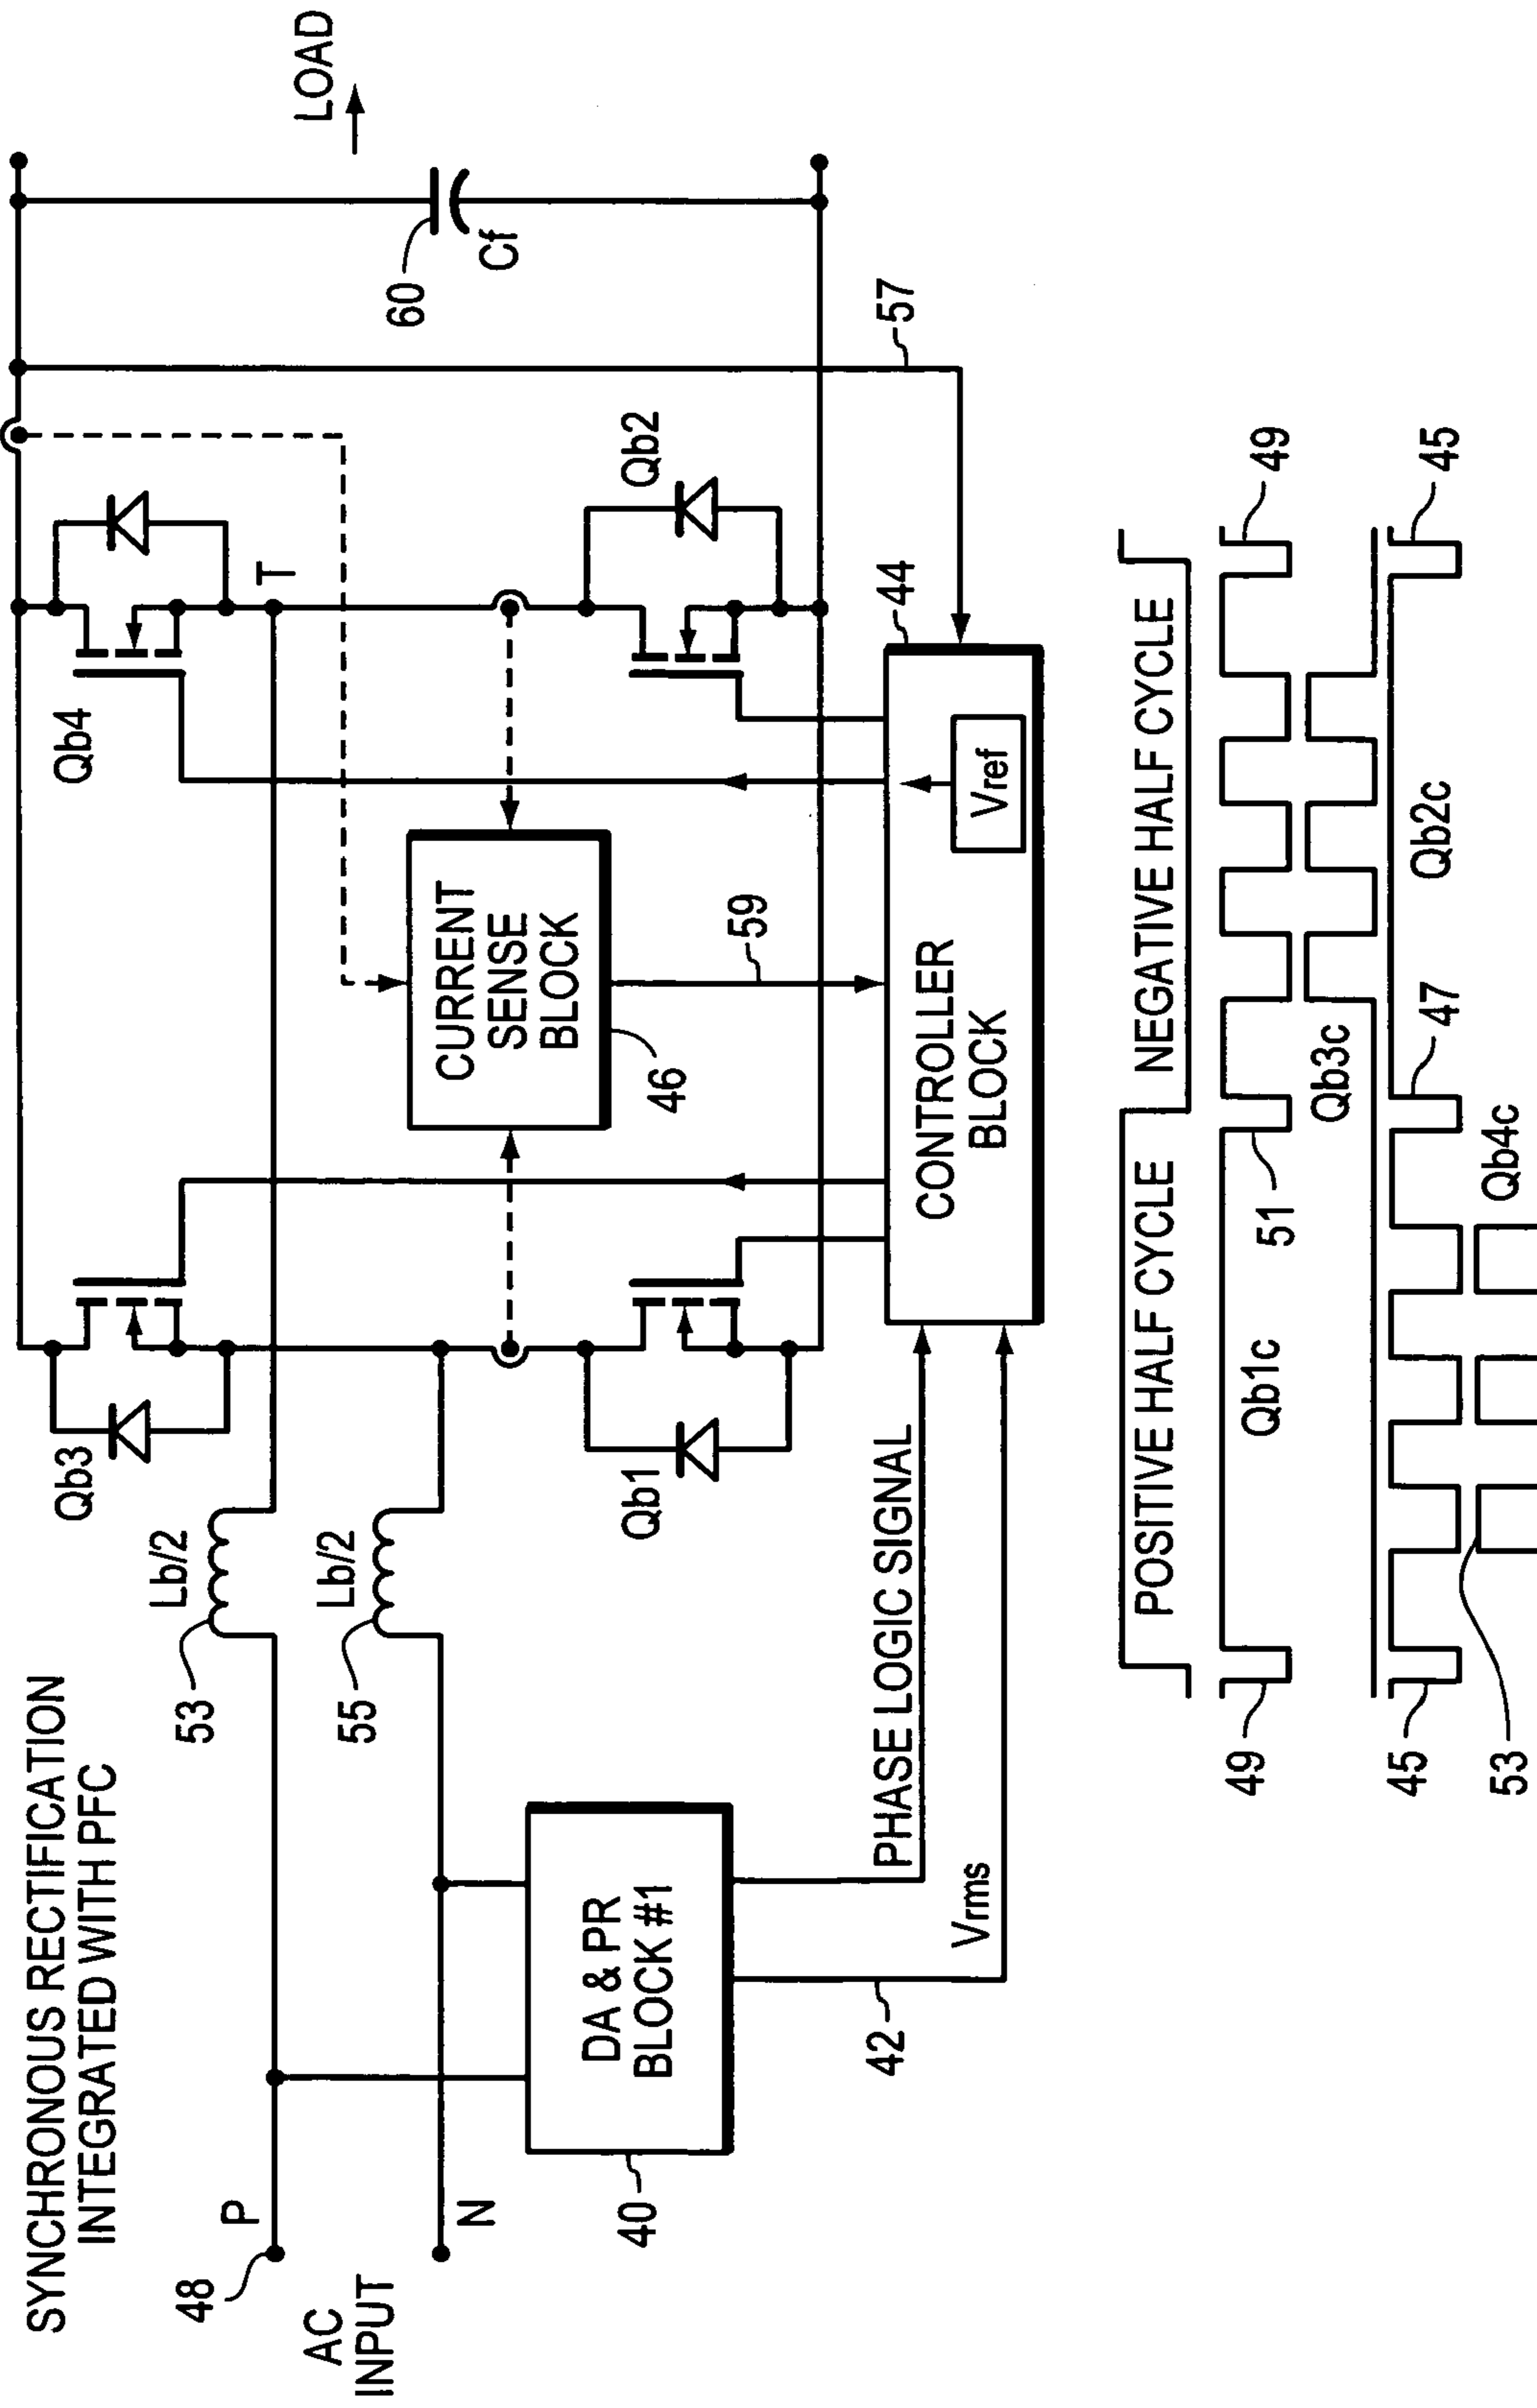 SYNCHRONOUS RECTIFICATION
INTEGRATED WITH PFC
48
P
AC
INPUT
N
53
Lb/2
55
Lb/2
Qb3
Qb4
T
LOAD
60
Cf
Qb1
Qb2
CURRENT
SENSE
BLOCK
46
59
57
40
DA & PR
BLOCK #1
42
PHASE LOGIC SIGNAL
Vrms
CONTROLLER
BLOCK
44
Vref
POSITIVE HALF CYCLE
NEGATIVE HALF CYCLE
49
Qb1c
51
49
Qb3c
45
47
Qb2c
45
53
Qb4c